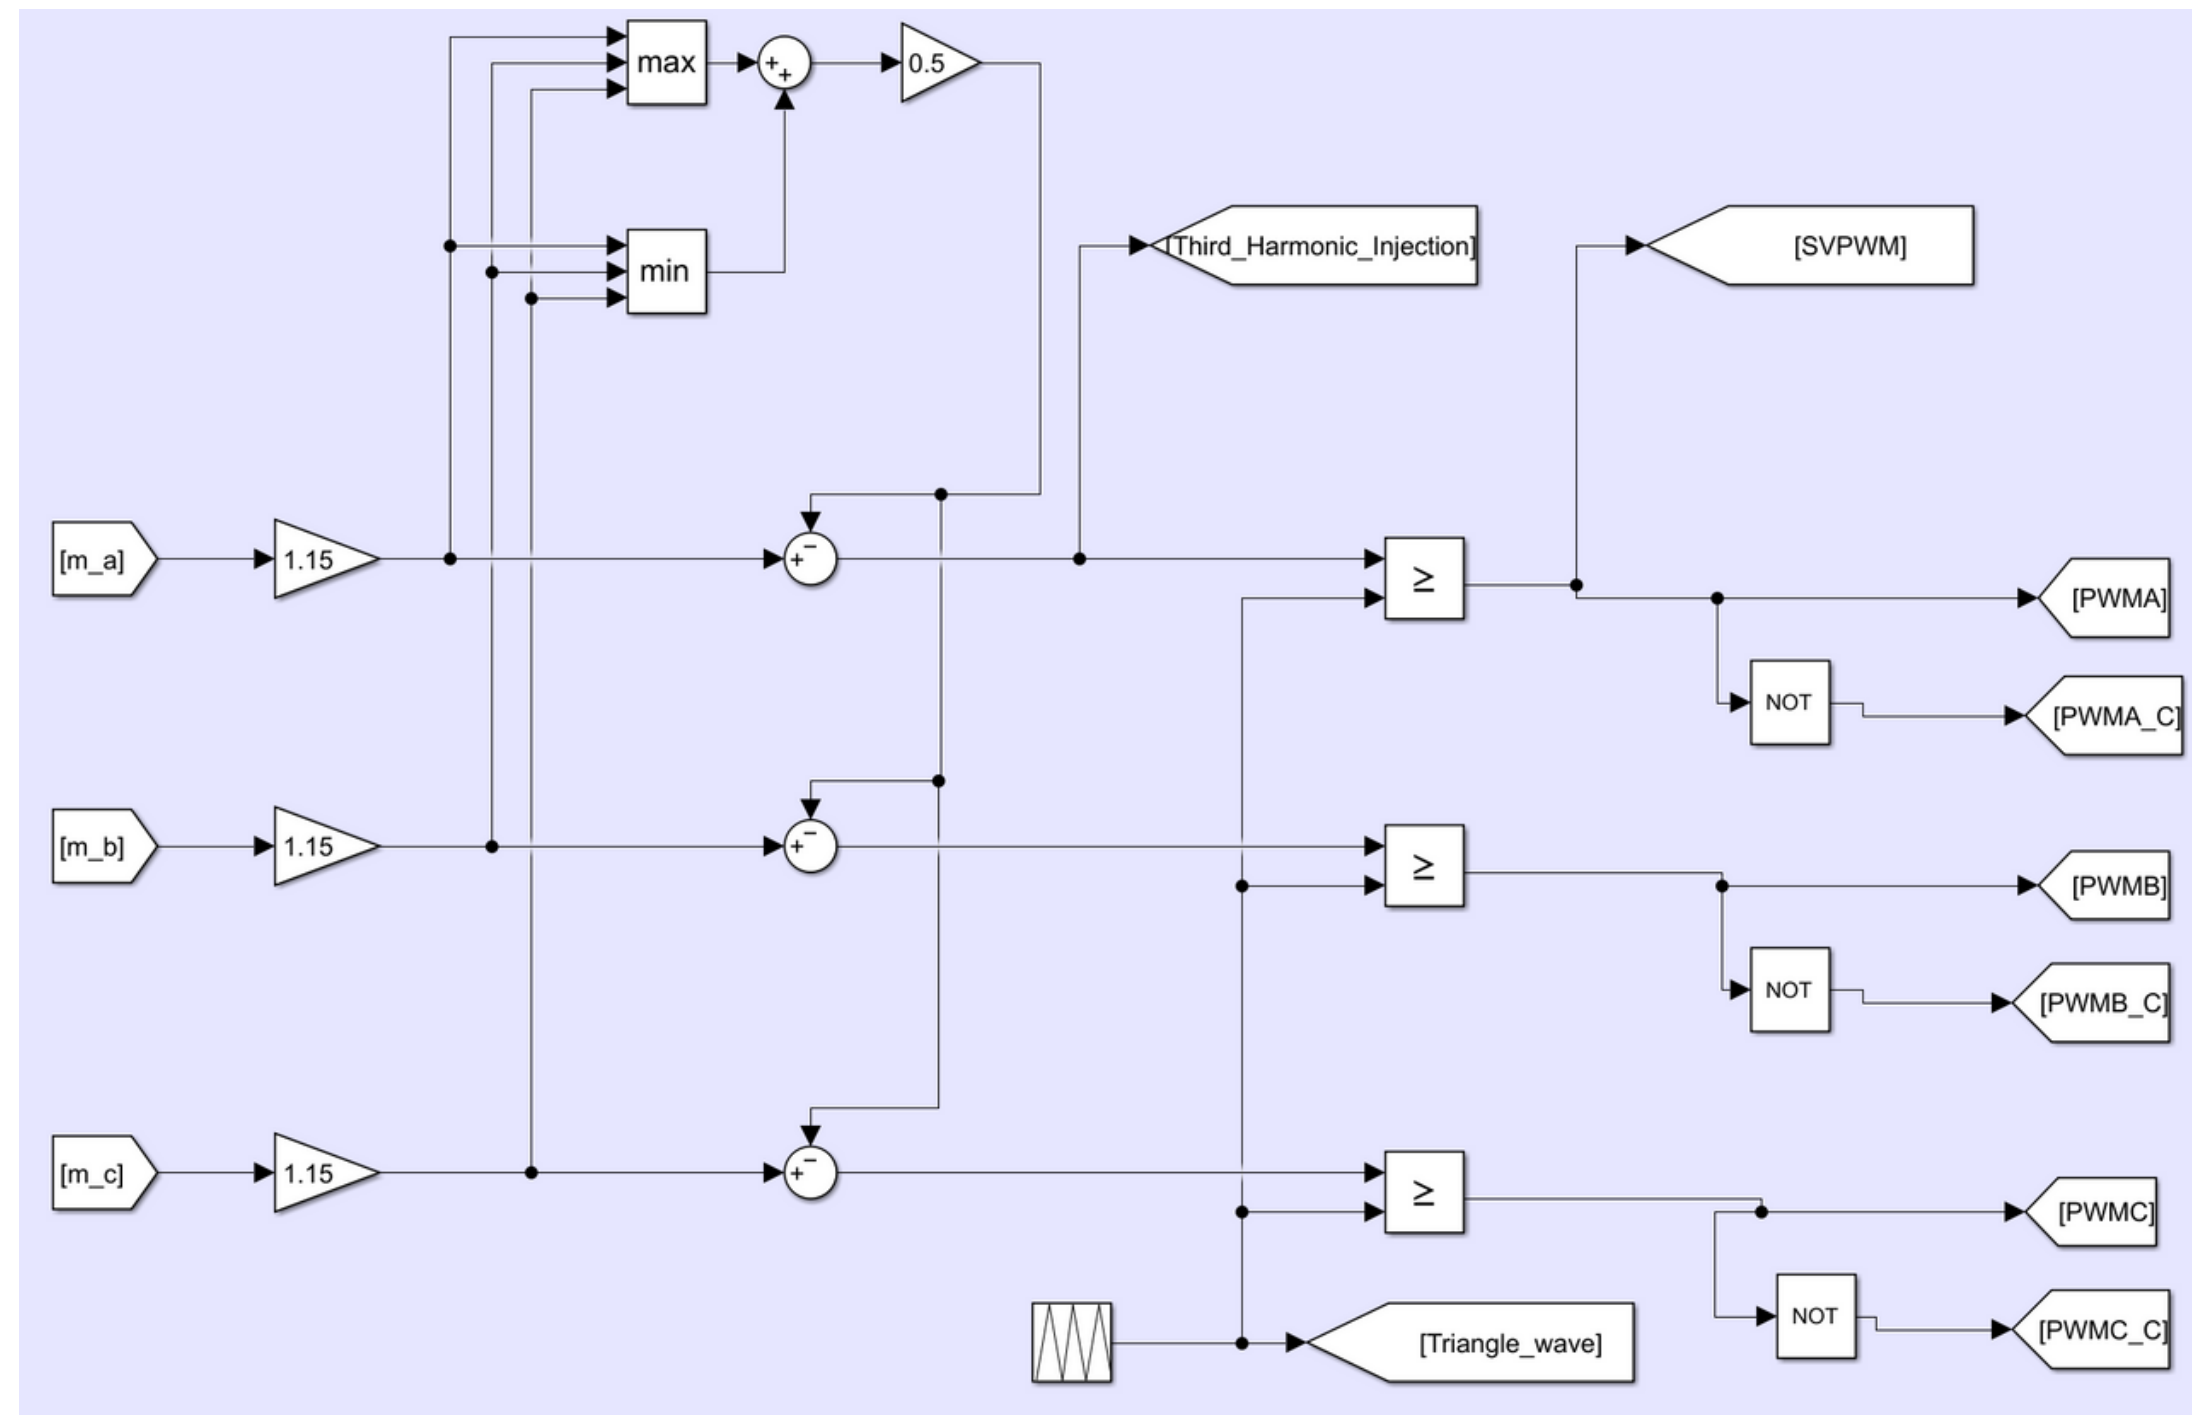 max
++
0.5
min
[Third_Harmonic_Injection]
[SVPWM]
[m_a]
1.15
+−
≥
[PWMA]
NOT
[PWMA_C]
[m_b]
1.15
+−
≥
[PWMB]
NOT
[PWMB_C]
[m_c]
1.15
+−
≥
[PWMC]
NOT
[PWMC_C]
[Triangle_wave]